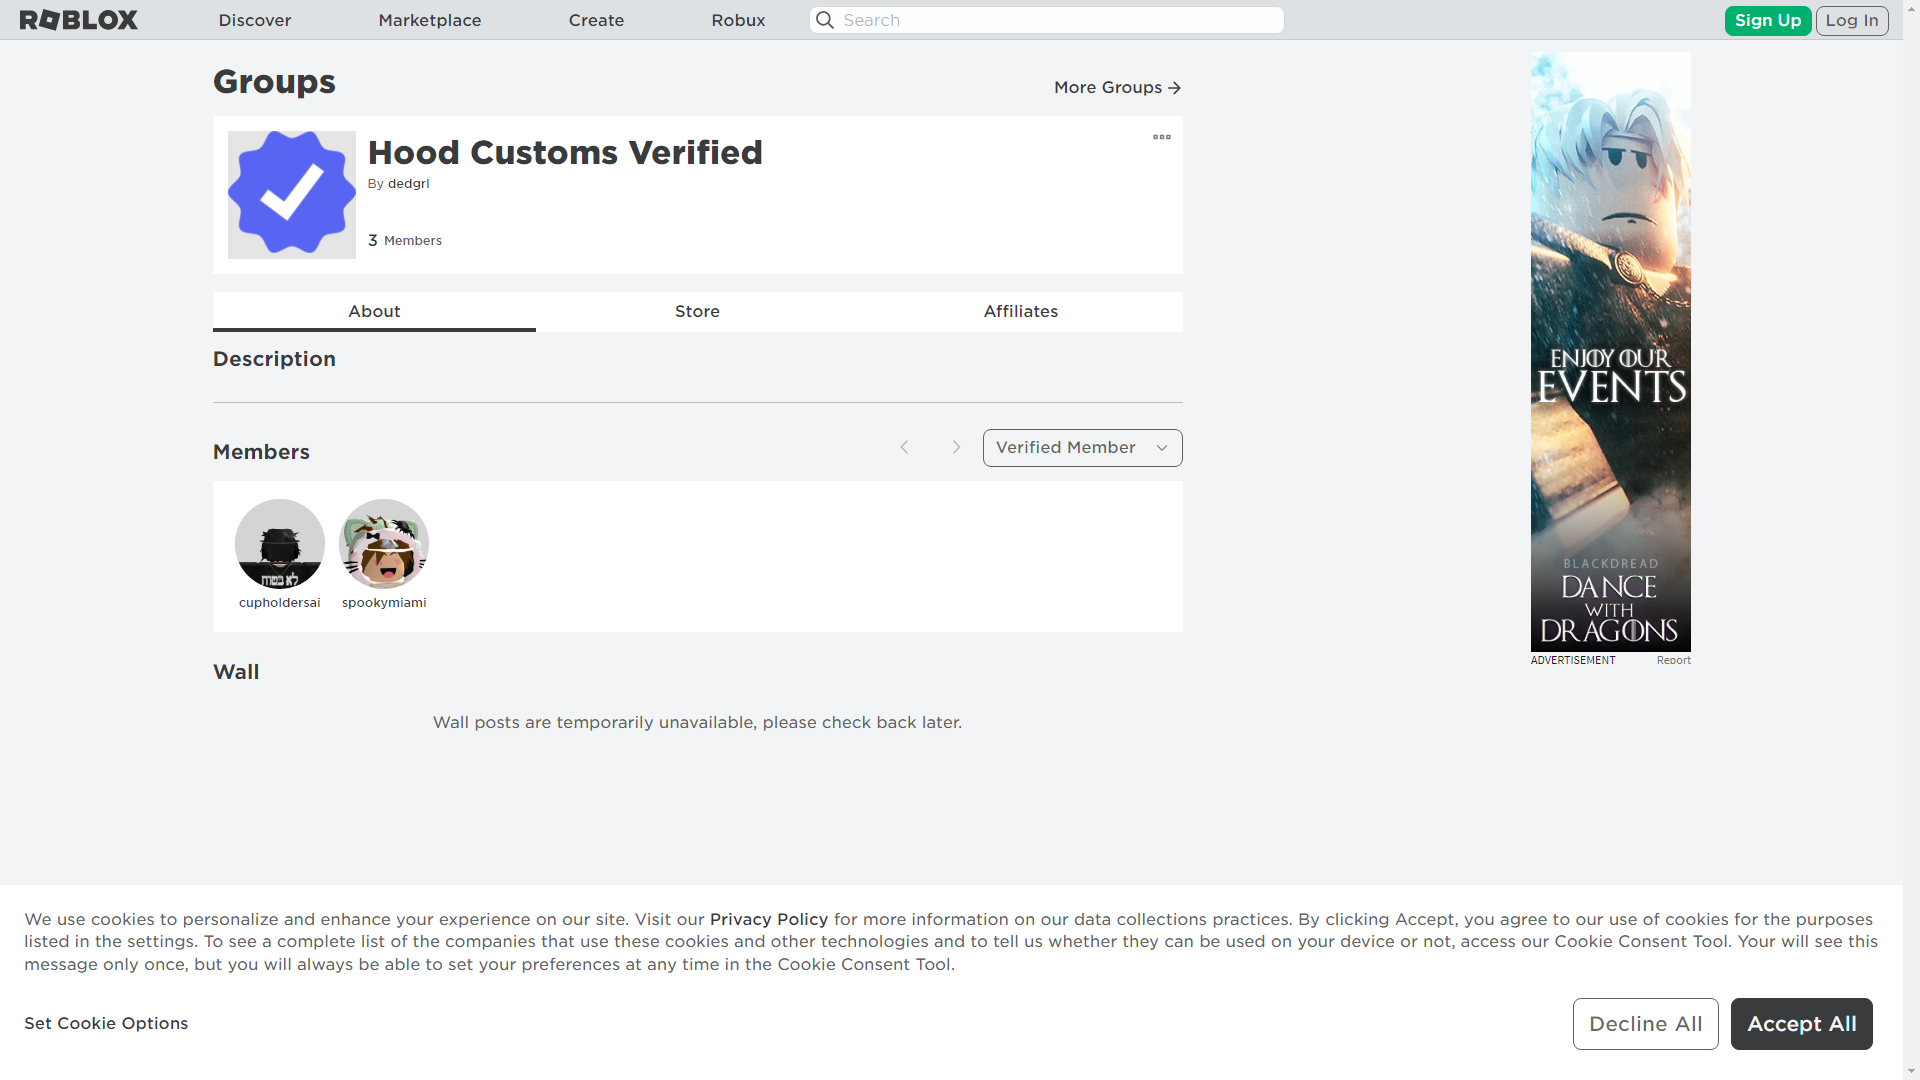 ROBLOX
Discover
Marketplace
Create
Robux
Search
Sign Up
Log In
Groups
More Groups
Hood Customs Verified
By dedgrl
3 Members
About
Store
Affiliates
Description
Members
Verified Member
לא בטוח
cupholdersai
spookymiami
Wall
Wall posts are temporarily unavailable, please check back later.
ENJOY OUR
EVENTS
BLACKDREAD
DANCE
WITH
DRAGONS
ADVERTISEMENT
Report
We use cookies to personalize and enhance your experience on our site. Visit our Privacy Policy for more information on our data collections practices. By clicking Accept, you agree to our use of cookies for the purposes
listed in the settings. To see a complete list of the companies that use these cookies and other technologies and to tell us whether they can be used on your device or not, access our Cookie Consent Tool. Your will see this
message only once, but you will always be able to set your preferences at any time in the Cookie Consent Tool.
Set Cookie Options
Decline All
Accept All